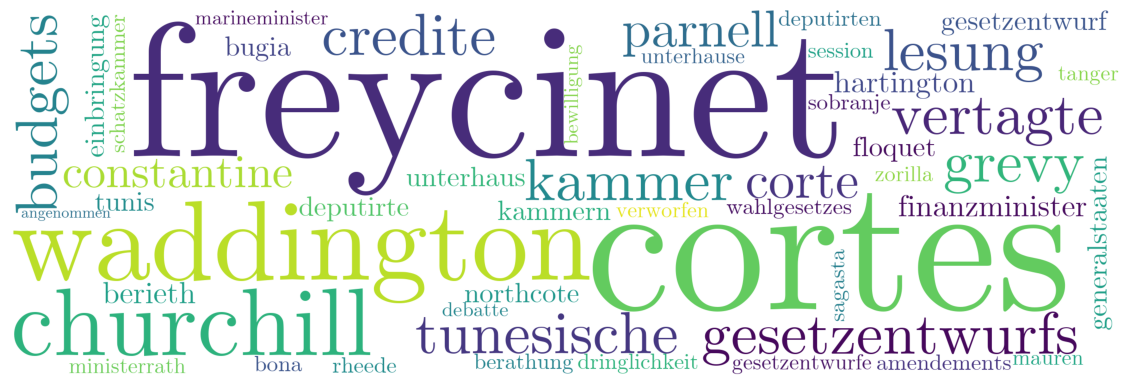 marineminister
budgets
einbringung
schatzkammer
bugia
credite
freycinet
bewilligung
parnell
deputirten
gesetzentwurf
unterhause
session
lesung
tanger
hartington
sobranje
vertagte
floquet
constantine
unterhaus
kammer
corte
zorilla
grevy
generalstaaten
angenommen
tunis
deputirte
kammern
verworfen
wahlgesetzes
finanzminister
waddington
cortes
sagasta
berieth
northcote
debatte
churchill
tunesische
gesetzentwurfs
ministerrath
bona
rheede
berathung
dringlichkeit
gesetzentwurfe
amendements
mauren